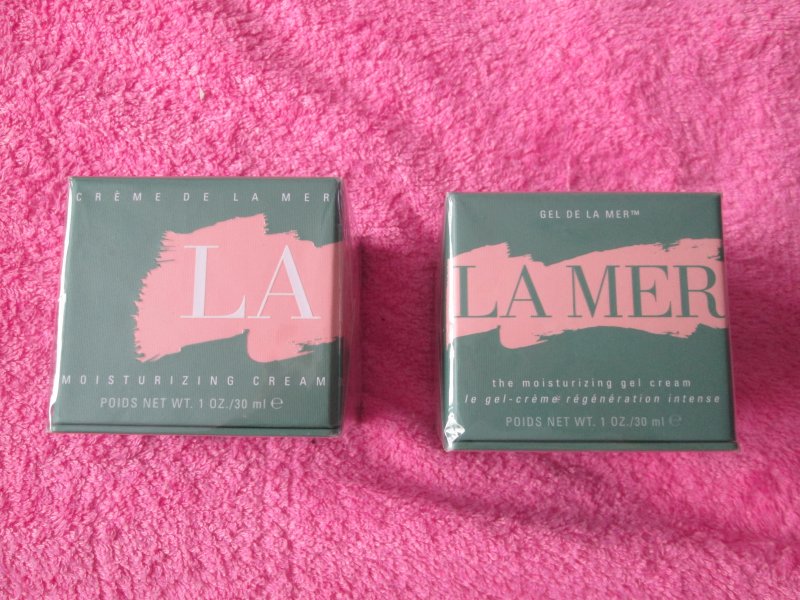 CRÈME DE LA MER
LA
MOISTURIZING CREAM
POIDS NET WT. 1 OZ./30 ml ℮
GEL DE LA MER™
LA MER
the moisturizing gel cream
le gel-crème régénération intense
POIDS NET WT. 1 OZ./30 ml ℮